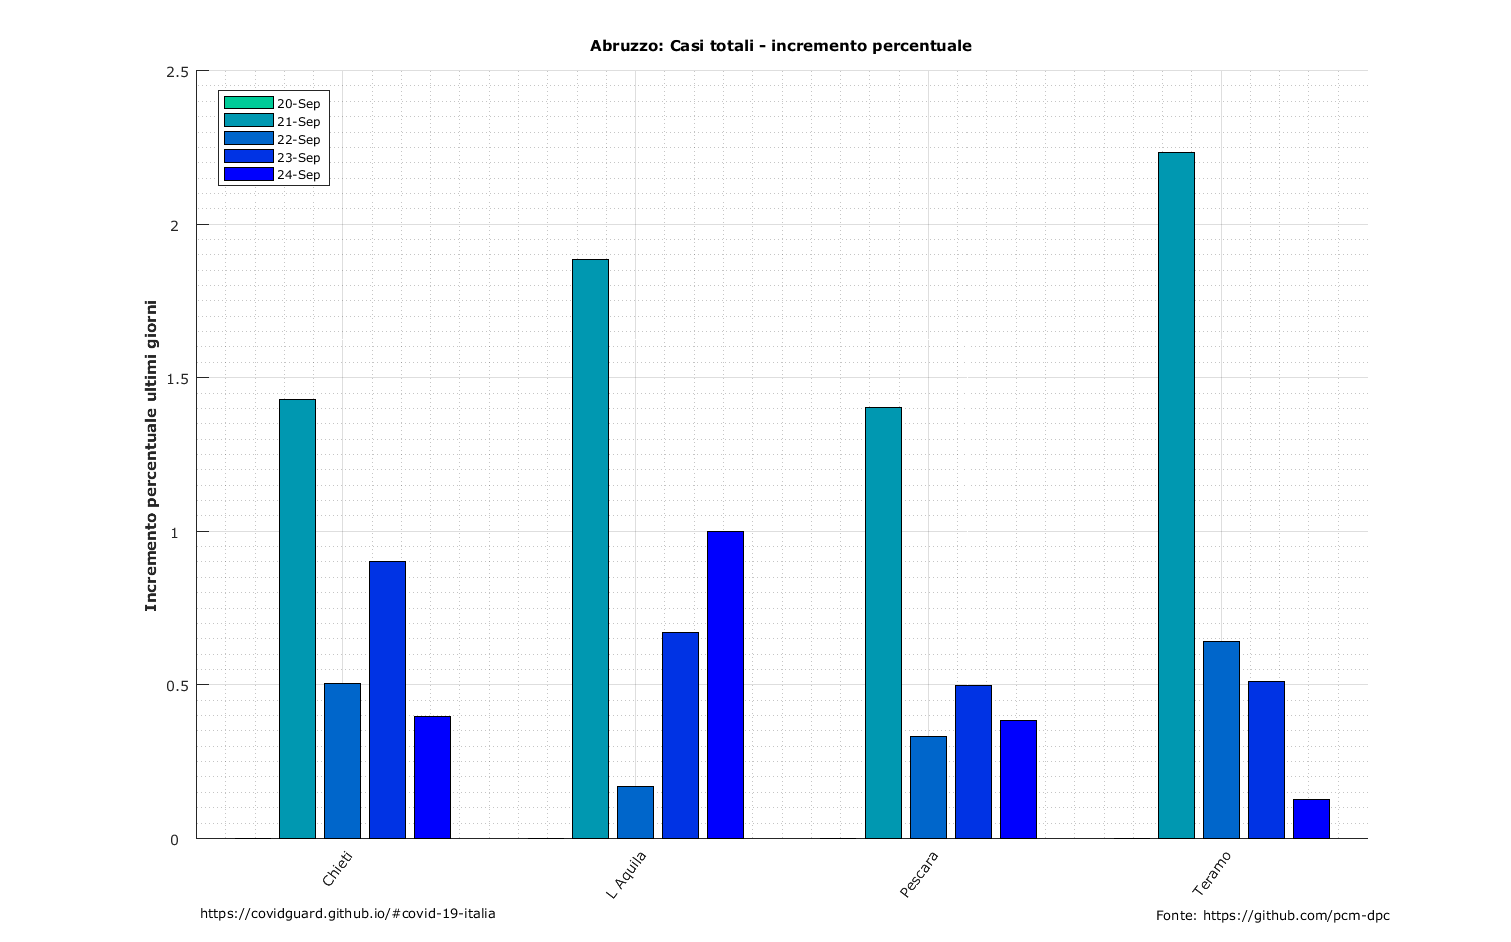 Abruzzo: Casi totali - incremento percentuale
2.5
2
1.5
1
0.5
0
Incremento percentuale ultimi giorni
20-Sep
21-Sep
22-Sep
23-Sep
24-Sep
Chieti
L Aquila
Pescara
Teramo
https://covidguard.github.io/#covid-19-italia
Fonte: https://github.com/pcm-dpc